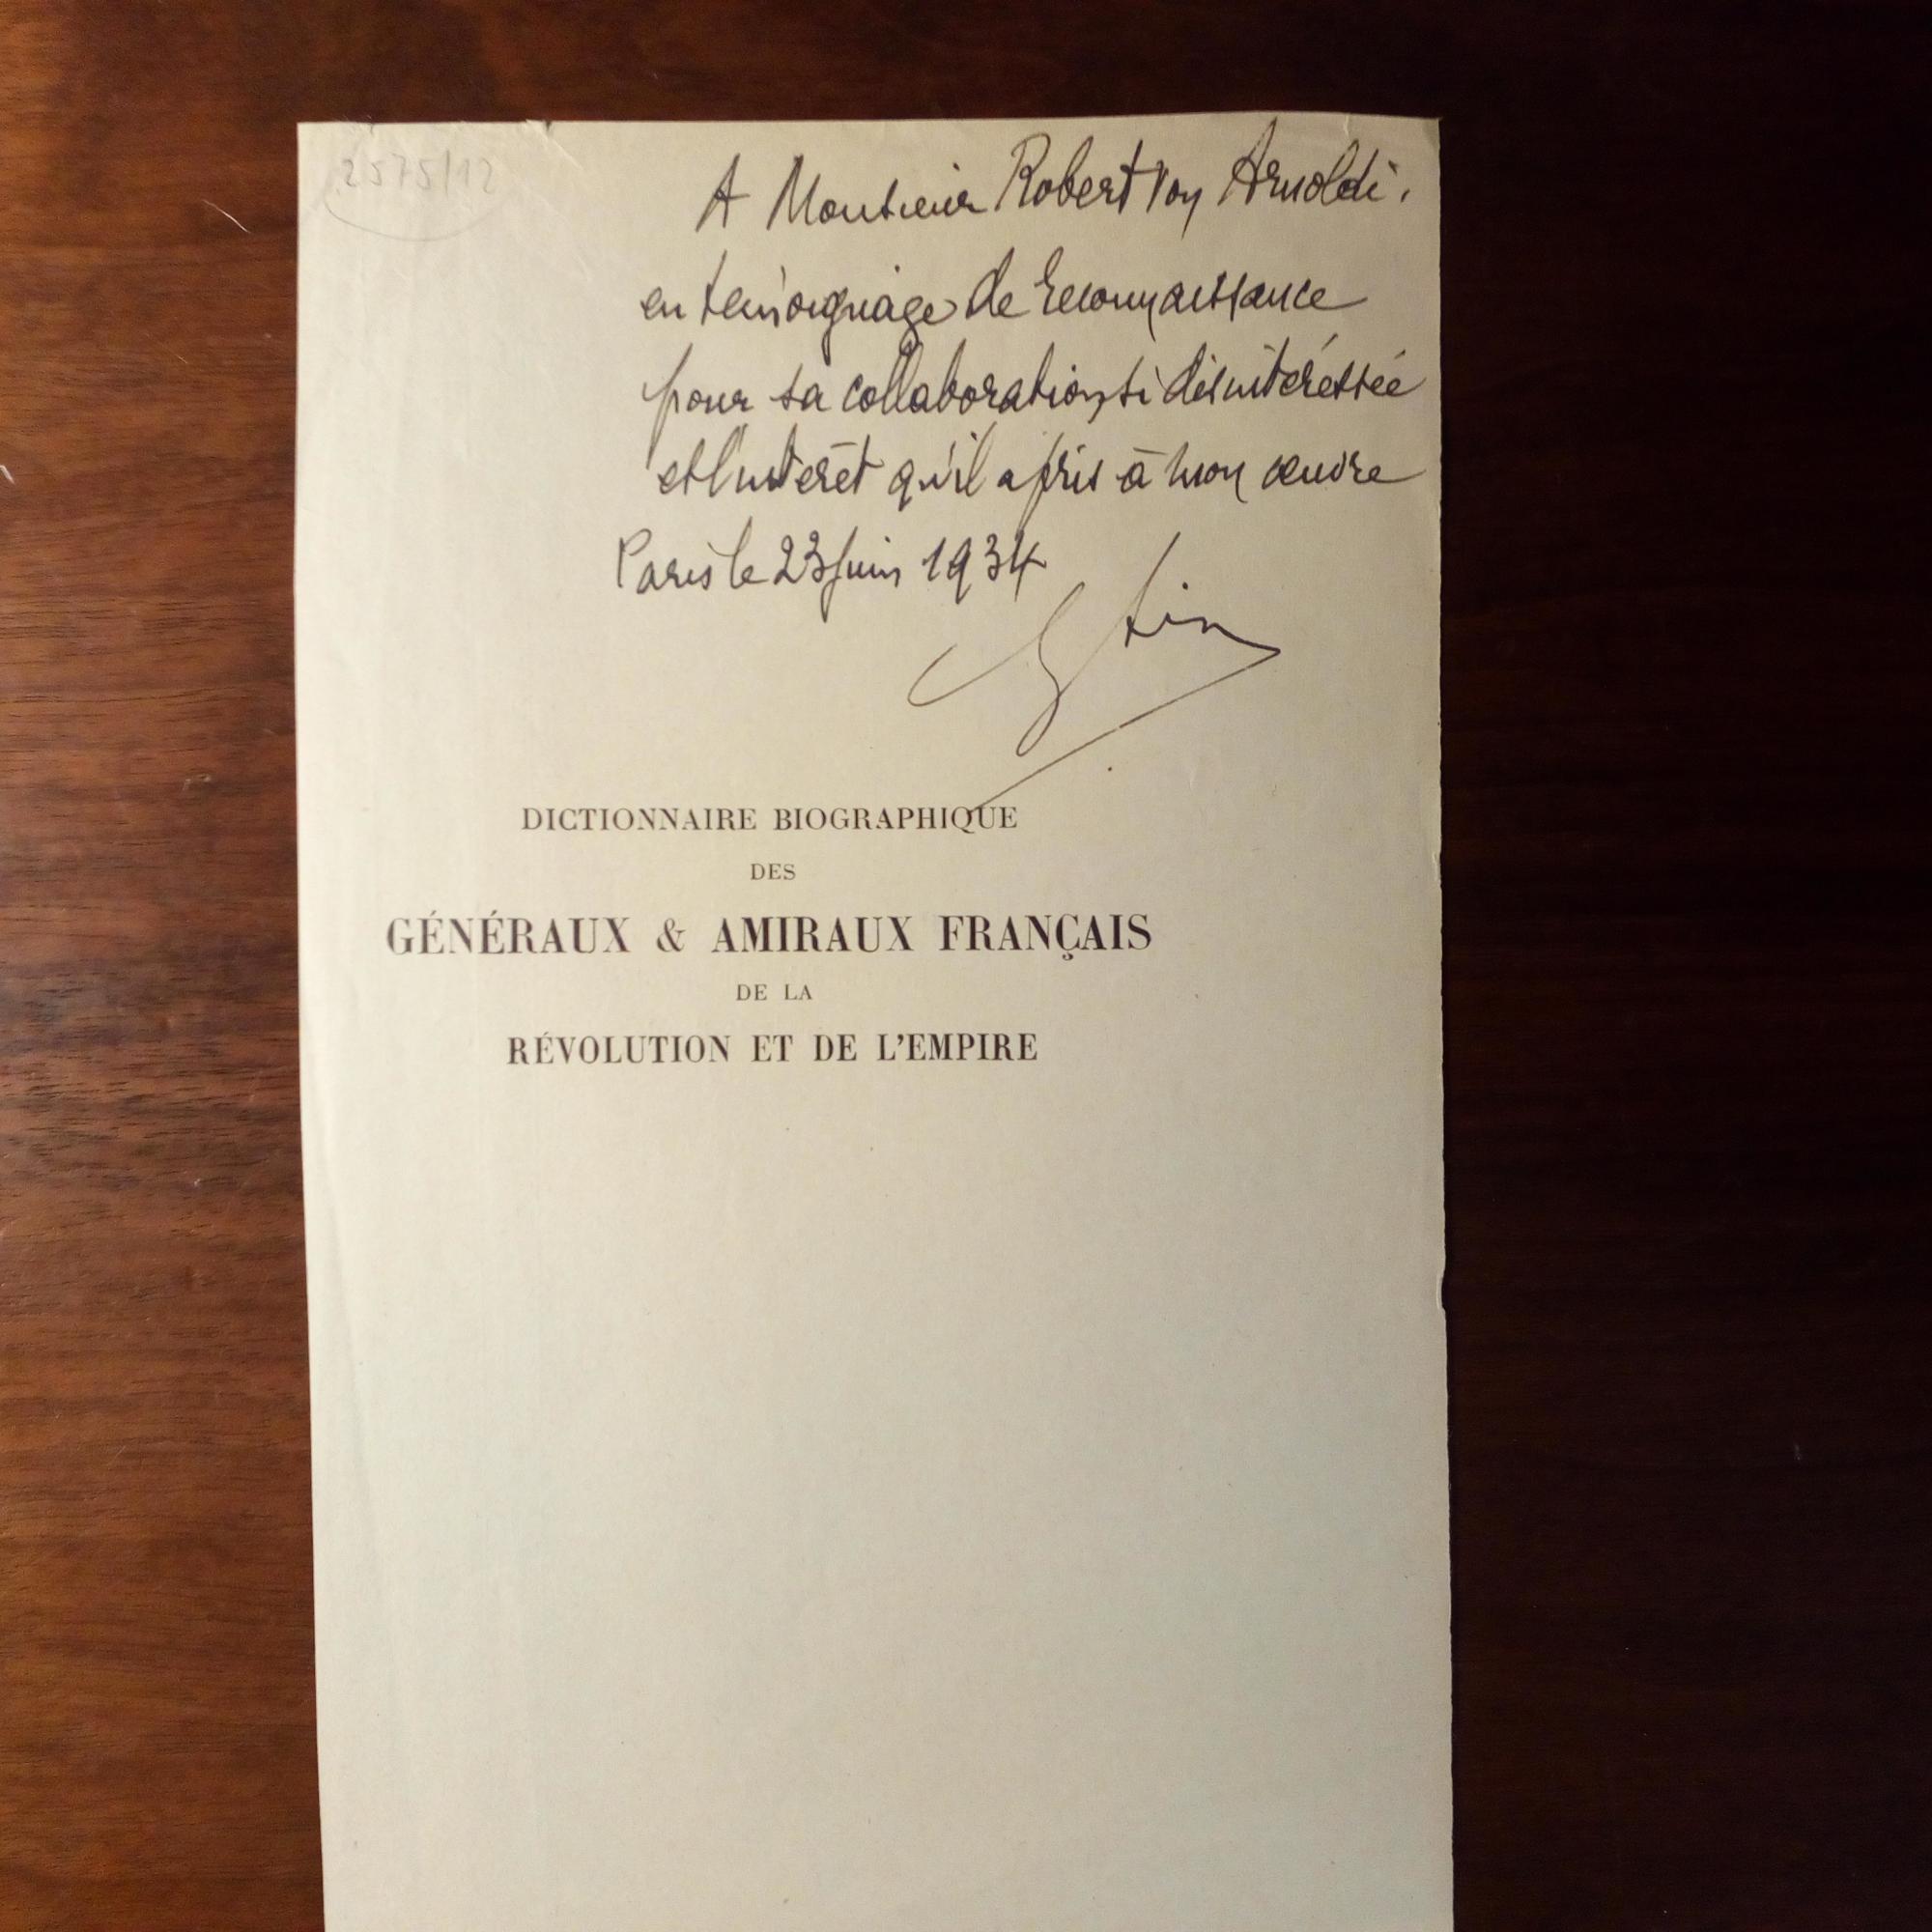 2575/12
A Monsieur Robert Von Arnoldi.
en témoignage de reconnaissance
pour sa collaboration si désintéressée
et l'intérêt qu'il a pris à mon œuvre
Paris le 23 Juin 1934
DICTIONNAIRE BIOGRAPHIQUE
DES
GÉNÉRAUX & AMIRAUX FRANÇAIS
DE LA
RÉVOLUTION ET DE L'EMPIRE